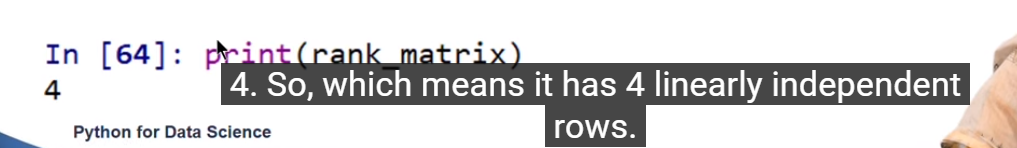 In [64]: print(rank_matrix)
4
4. So, which means it has 4 linearly independent
rows.
Python for Data Science